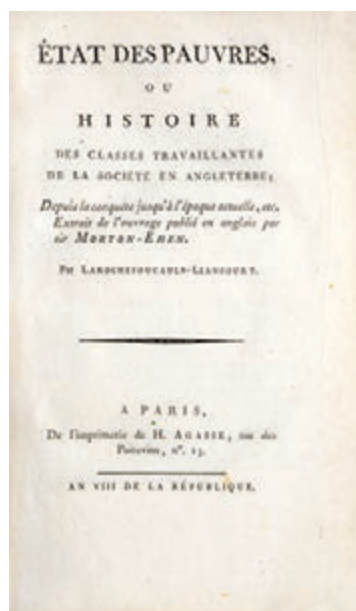 ÉTAT DES PAUVRES,
OU
HISTOIRE
DES CLASSES TRAVAILLANTES
DE LA SOCIÉTÉ EN ANGLETERRE,
Depuis la conquête jusqu'à l'époque actuelle, etc.
Extrait de l'ouvrage publié en anglais par
sir MORTON-EDEN.
PAR LAROCHEFOUCAULD-LIANCOURT.
A PARIS,
De l'imprimerie de H. AGASSE, rue des
Poitevins, nº. 13.
AN VIII DE LA RÉPUBLIQUE.